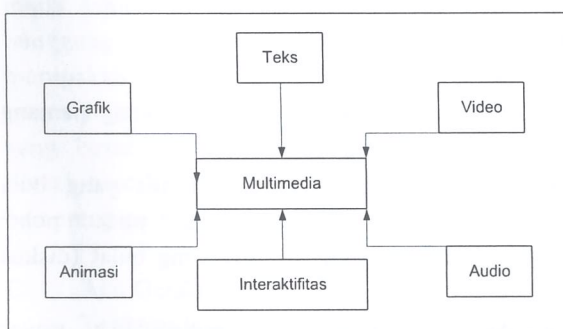 Teks
Grafik
Video
Multimedia
Animasi
Interaktifitas
Audio